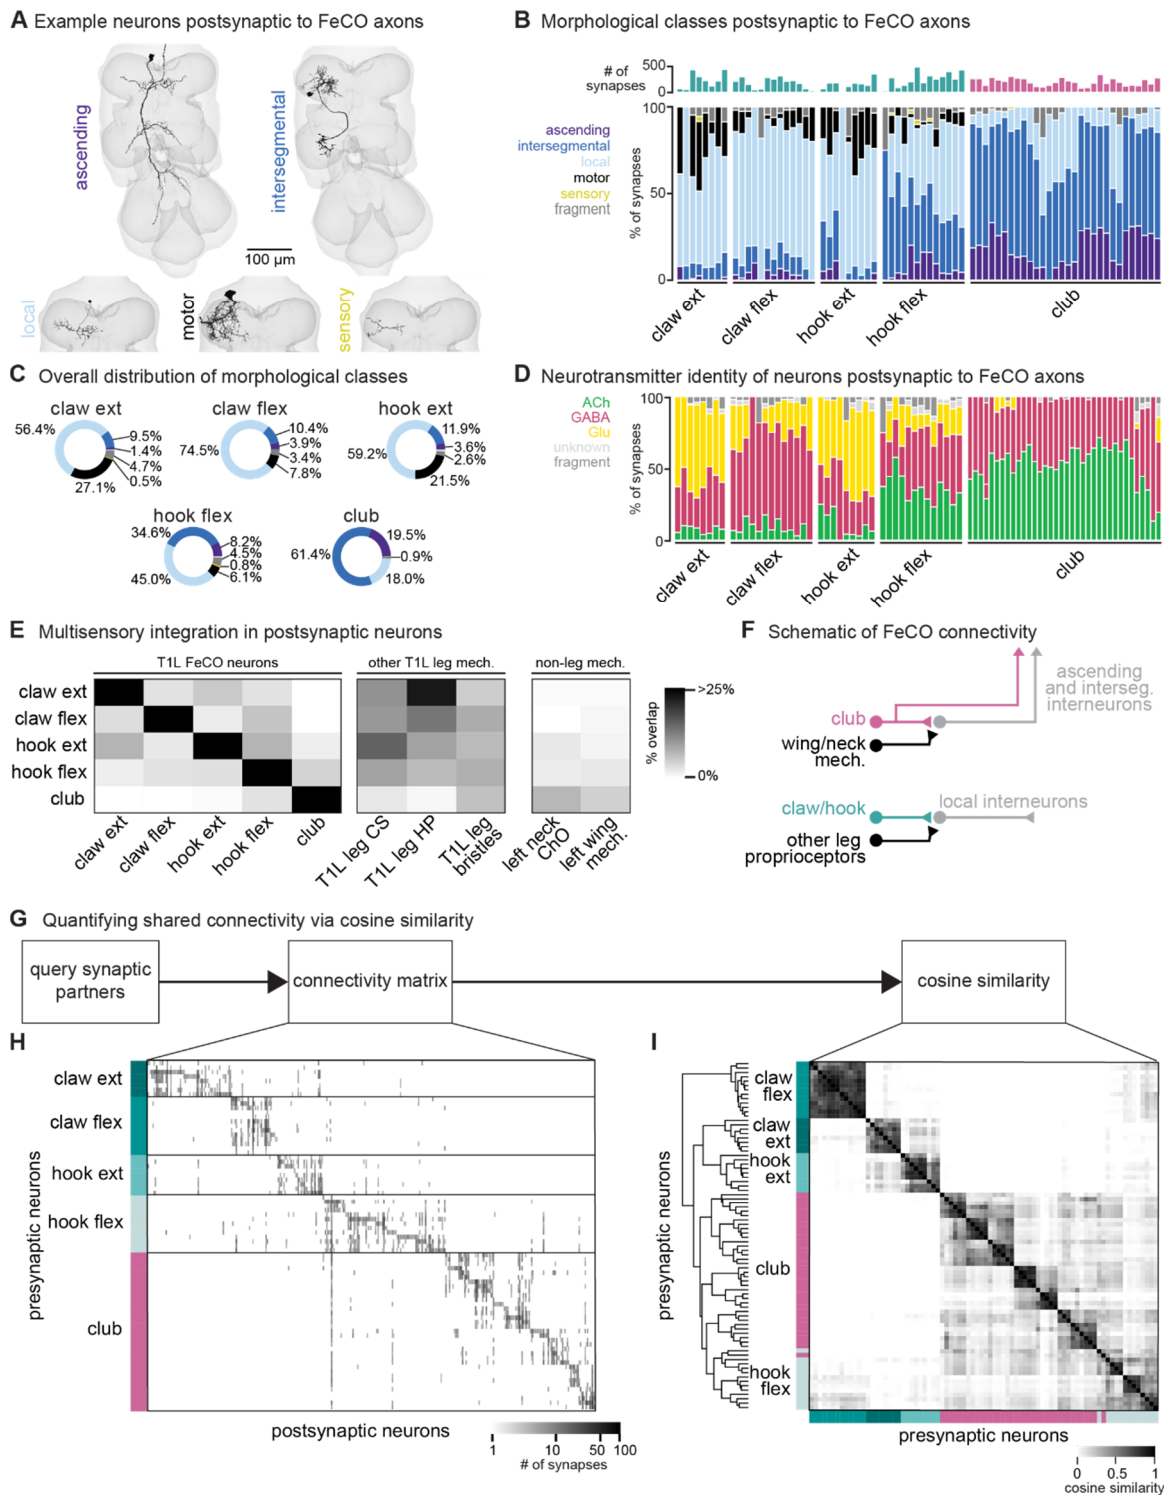 A Example neurons postsynaptic to FeCO axons
ascending
intersegmental
100 µm
local
motor
sensory
B Morphological classes postsynaptic to FeCO axons
# of
synapses
500
0
ascending
intersegmental
local
motor
sensory
fragment
% of synapses
100
50
0
claw ext
claw flex
hook ext
hook flex
club
C Overall distribution of morphological classes
claw ext
56.4%
9.5%
1.4%
4.7%
0.5%
27.1%
claw flex
74.5%
10.4%
3.9%
3.4%
7.8%
hook ext
59.2%
11.9%
3.6%
2.6%
21.5%
hook flex
34.6%
8.2%
4.5%
0.8%
6.1%
45.0%
club
61.4%
19.5%
0.9%
18.0%
D Neurotransmitter identity of neurons postsynaptic to FeCO axons
ACh
GABA
Glu
unknown
fragment
% of synapses
100
50
0
claw ext
claw flex
hook ext
hook flex
club
E Multisensory integration in postsynaptic neurons
T1L FeCO neurons
other T1L leg mech.
non-leg mech.
claw ext
claw flex
hook ext
hook flex
club
claw ext
claw flex
hook ext
hook flex
club
T1L leg CS
T1L leg HP
T1L leg
bristles
left neck
ChO
left wing
mech.
% overlap
>25%
0%
F Schematic of FeCO connectivity
ascending
and interseg.
interneurons
club
wing/neck
mech.
claw/hook
local interneurons
other leg
proprioceptors
G Quantifying shared connectivity via cosine similarity
query synaptic
partners
connectivity matrix
cosine similarity
H
presynaptic neurons
claw ext
claw flex
hook ext
hook flex
club
postsynaptic neurons
1 10 50 100
# of synapses
I
presynaptic neurons
claw
flex
claw
ext
hook
ext
club
hook
flex
presynaptic neurons
0 0.5 1
cosine similarity